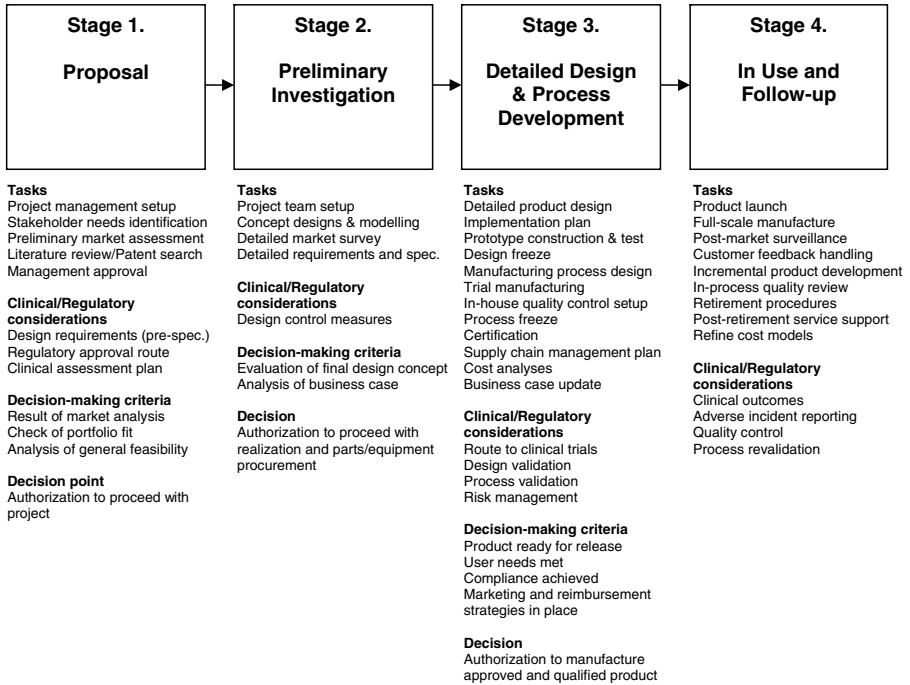 Stage 1.
Proposal
Stage 2.
Preliminary
Investigation
Stage 3.
Detailed Design
& Process
Development
Stage 4.
In Use and
Follow-up
Tasks
Project management setup
Stakeholder needs identification
Preliminary market assessment
Literature review/Patent search
Management approval
Clinical/Regulatory
considerations
Design requirements (pre-spec.)
Regulatory approval route
Clinical assessment plan
Decision-making criteria
Result of market analysis
Check of portfolio fit
Analysis of general feasibility
Decision point
Authorization to proceed with
project
Tasks
Project team setup
Concept designs & modelling
Detailed market survey
Detailed requirements and spec.
Clinical/Regulatory
considerations
Design control measures
Decision-making criteria
Evaluation of final design concept
Analysis of business case
Decision
Authorization to proceed with
realization and parts/equipment
procurement
Tasks
Detailed product design
Implementation plan
Prototype construction & test
Design freeze
Manufacturing process design
Trial manufacturing
In-house quality control setup
Process freeze
Certification
Supply chain management plan
Cost analyses
Business case update
Clinical/Regulatory
considerations
Route to clinical trials
Design validation
Process validation
Risk management
Decision-making criteria
Product ready for release
User needs met
Compliance achieved
Marketing and reimbursement
strategies in place
Decision
Authorization to manufacture
approved and qualified product
Tasks
Product launch
Full-scale manufacture
Post-market surveillance
Customer feedback handling
Incremental product development
In-process quality review
Retirement procedures
Post-retirement service support
Refine cost models
Clinical/Regulatory
considerations
Clinical outcomes
Adverse incident reporting
Quality control
Process revalidation